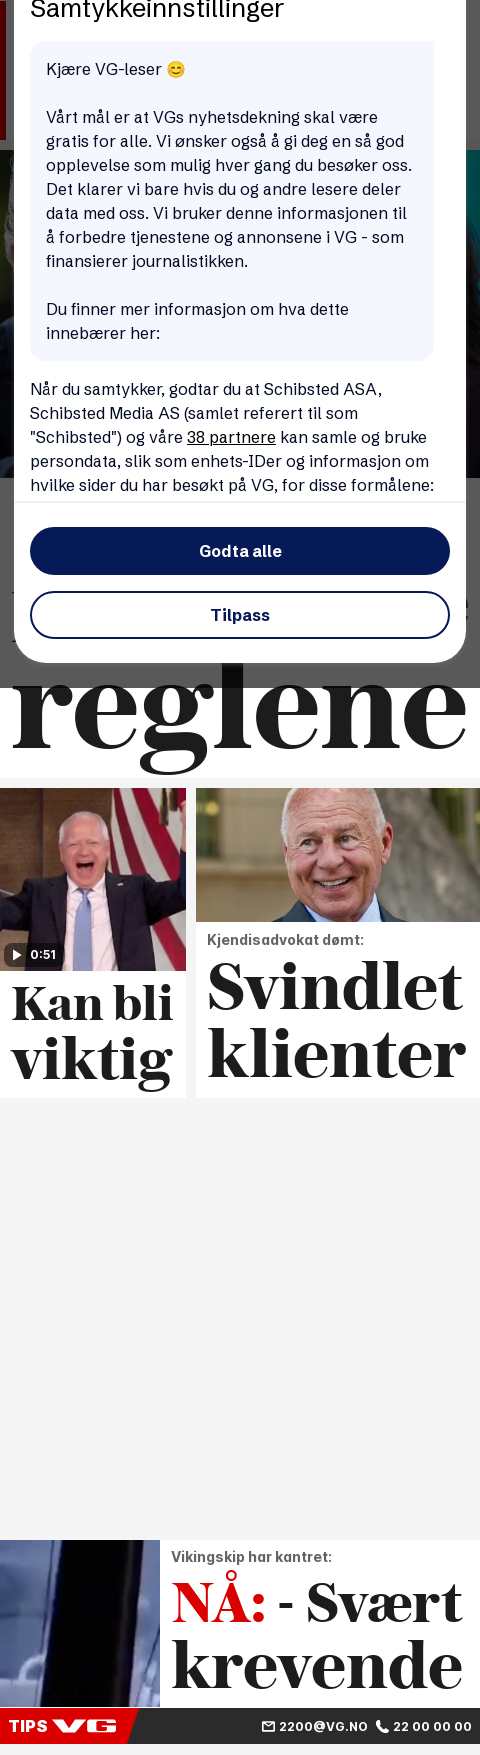 Samtykkeinnstillinger
Kjære VG-leser 😊
Vårt mål er at VGs nyhetsdekning skal være
gratis for alle. Vi ønsker også å gi deg en så god
opplevelse som mulig hver gang du besøker oss.
Det klarer vi bare hvis du og andre lesere deler
data med oss. Vi bruker denne informasjonen til
å forbedre tjenestene og annonsene i VG - som
finansierer journalistikken.
Du finner mer informasjon om hva dette
innebærer her:
Når du samtykker, godtar du at Schibsted ASA,
Schibsted Media AS (samlet referert til som
"Schibsted") og våre 38 partnere kan samle og bruke
persondata, slik som enhets-IDer og informasjon om
hvilke sider du har besøkt på VG, for disse formålene:
Godta alle
Tilpass
reglene
0:51
Kan bli
viktig
Kjendisadvokat dømt:
Svindlet
klienter
Vikingskip har kantret:
NÅ: - Svært
krevende
TIPS VG
2200@VG.NO
22 00 00 00